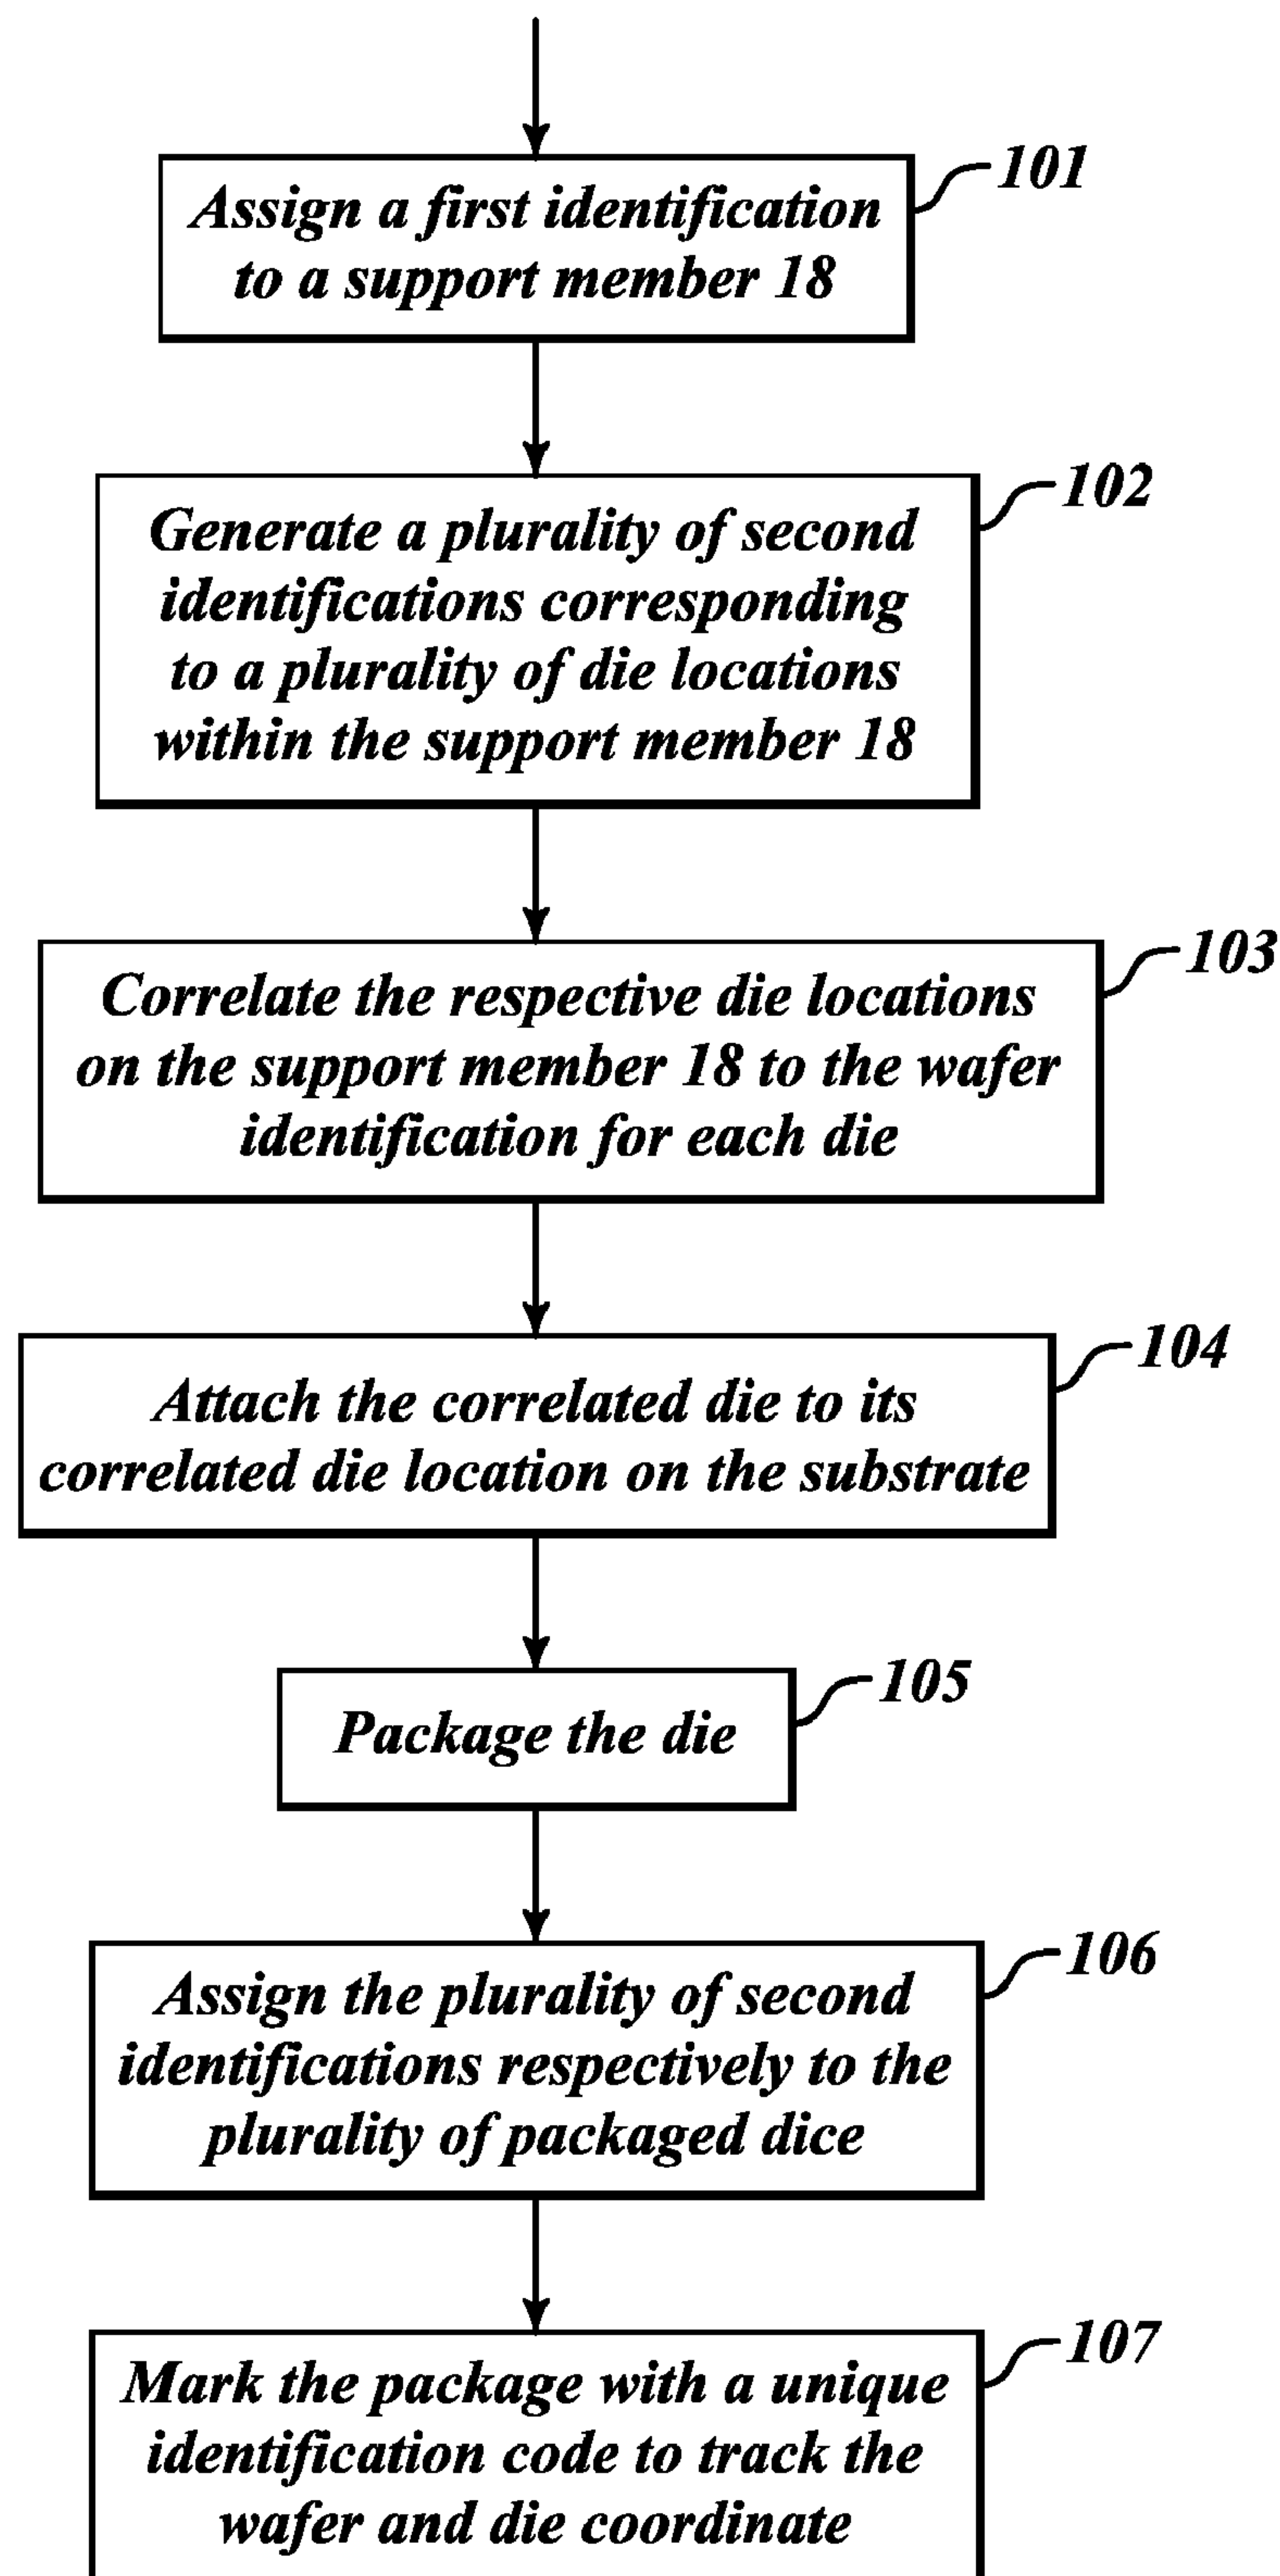 101
Assign a first identification
to a support member 18
102
Generate a plurality of second
identifications corresponding
to a plurality of die locations
within the support member 18
103
Correlate the respective die locations
on the support member 18 to the wafer
identification for each die
104
Attach the correlated die to its
correlated die location on the substrate
105
Package the die
106
Assign the plurality of second
identifications respectively to the
plurality of packaged dice
107
Mark the package with a unique
identification code to track the
wafer and die coordinate